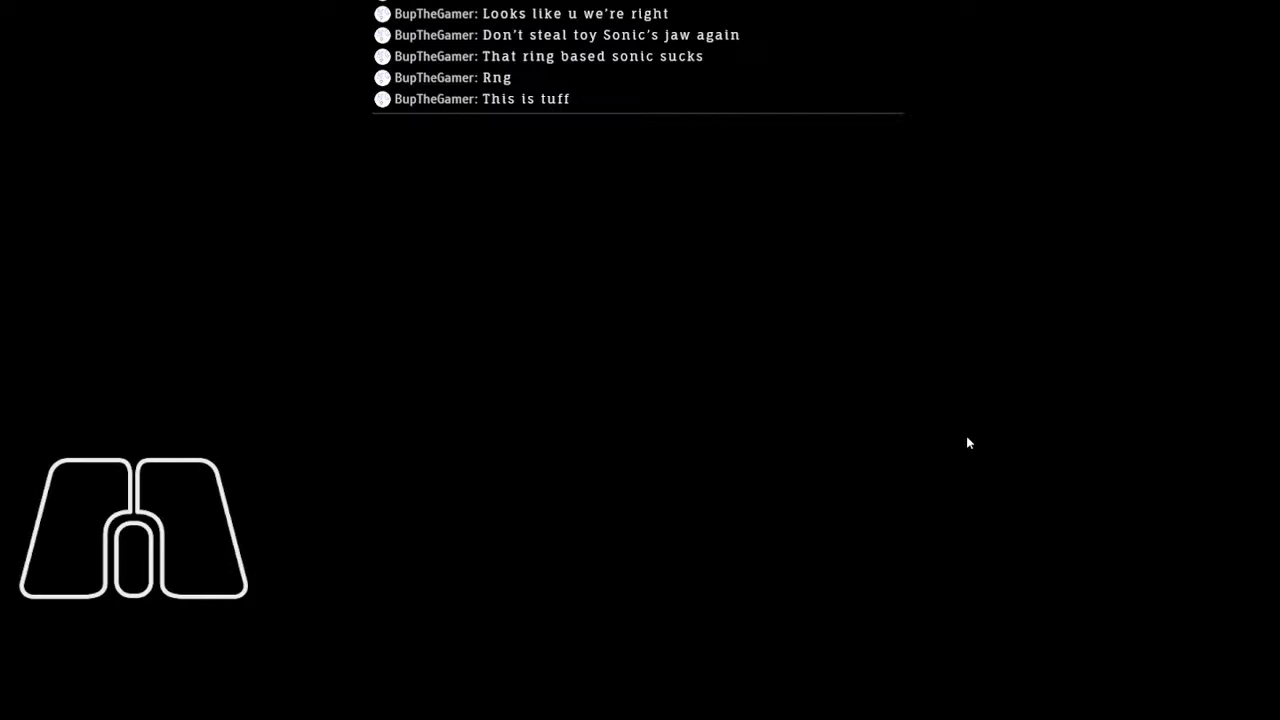 BupTheGamer: Looks like u we're right
BupTheGamer: Don't steal toy Sonic's jaw again
BupTheGamer: That ring based sonic sucks
BupTheGamer: Rng
BupTheGamer: This is tuff